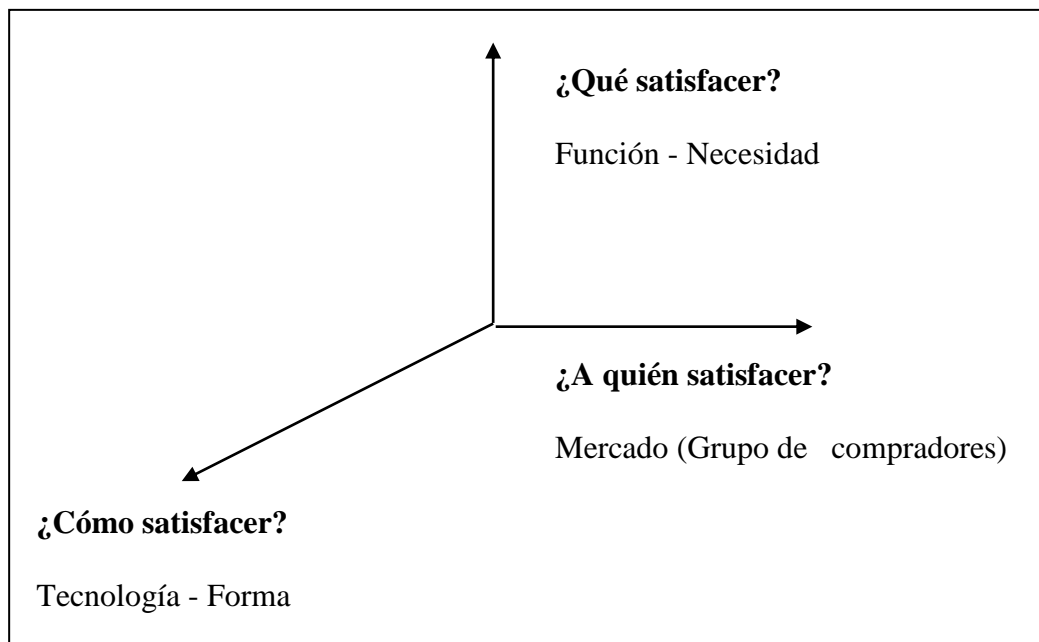 ¿Qué satisfacer?
Función - Necesidad
¿A quién satisfacer?
Mercado (Grupo de compradores)
¿Cómo satisfacer?
Tecnología - Forma